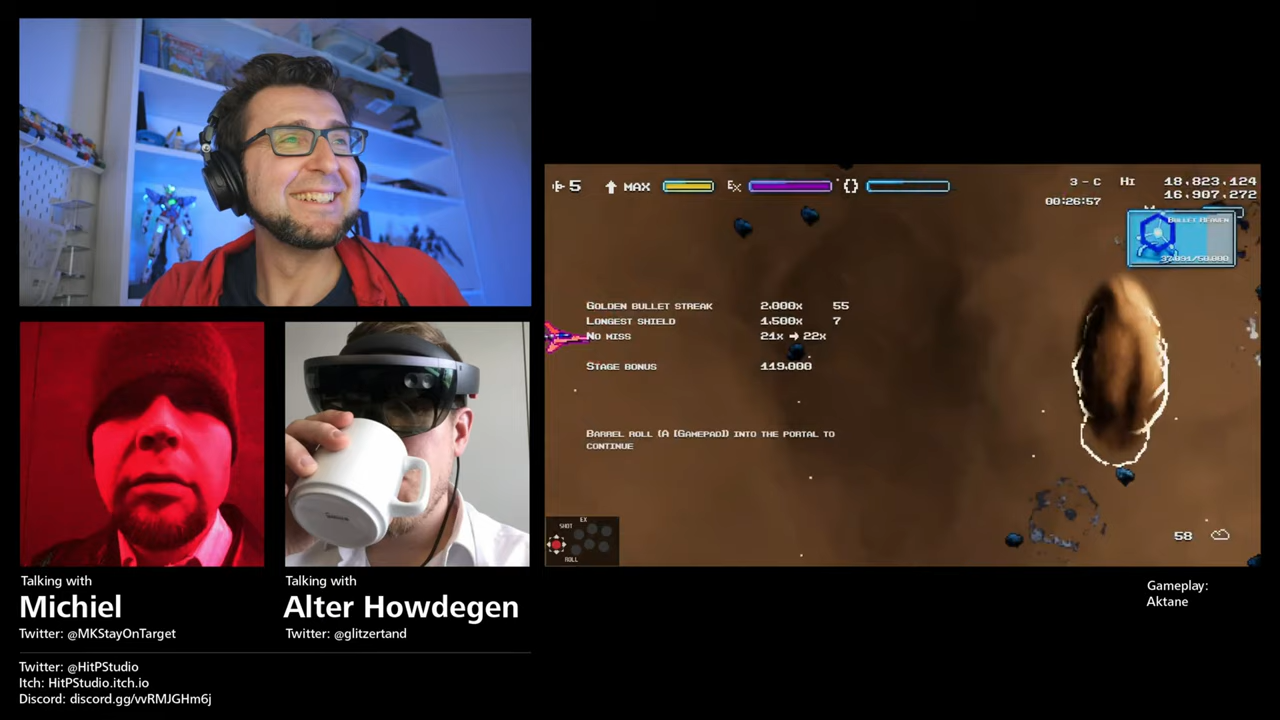 5 MAX EX { }
3 - C HI 18,823,124
00:26:57 16,907,272
BULLET HEAVEN
GOLDEN BULLET STREAK 2.000x 55
LONGEST SHIELD 1.500x 7
NO MISS 21x → 22x
STAGE BONUS 119.000
BARREL ROLL (A [GAMEPAD]) INTO THE PORTAL TO
CONTINUE
58
EX
SHOT
ROLL
Talking with
Michiel
Twitter: @MKStayOnTarget
Talking with
Alter Howdegen
Twitter: @glitzertand
Gameplay:
Aktane
Twitter: @HitPStudio
Itch: HitPStudio.itch.io
Discord: discord.gg/vvRMJGHm6j